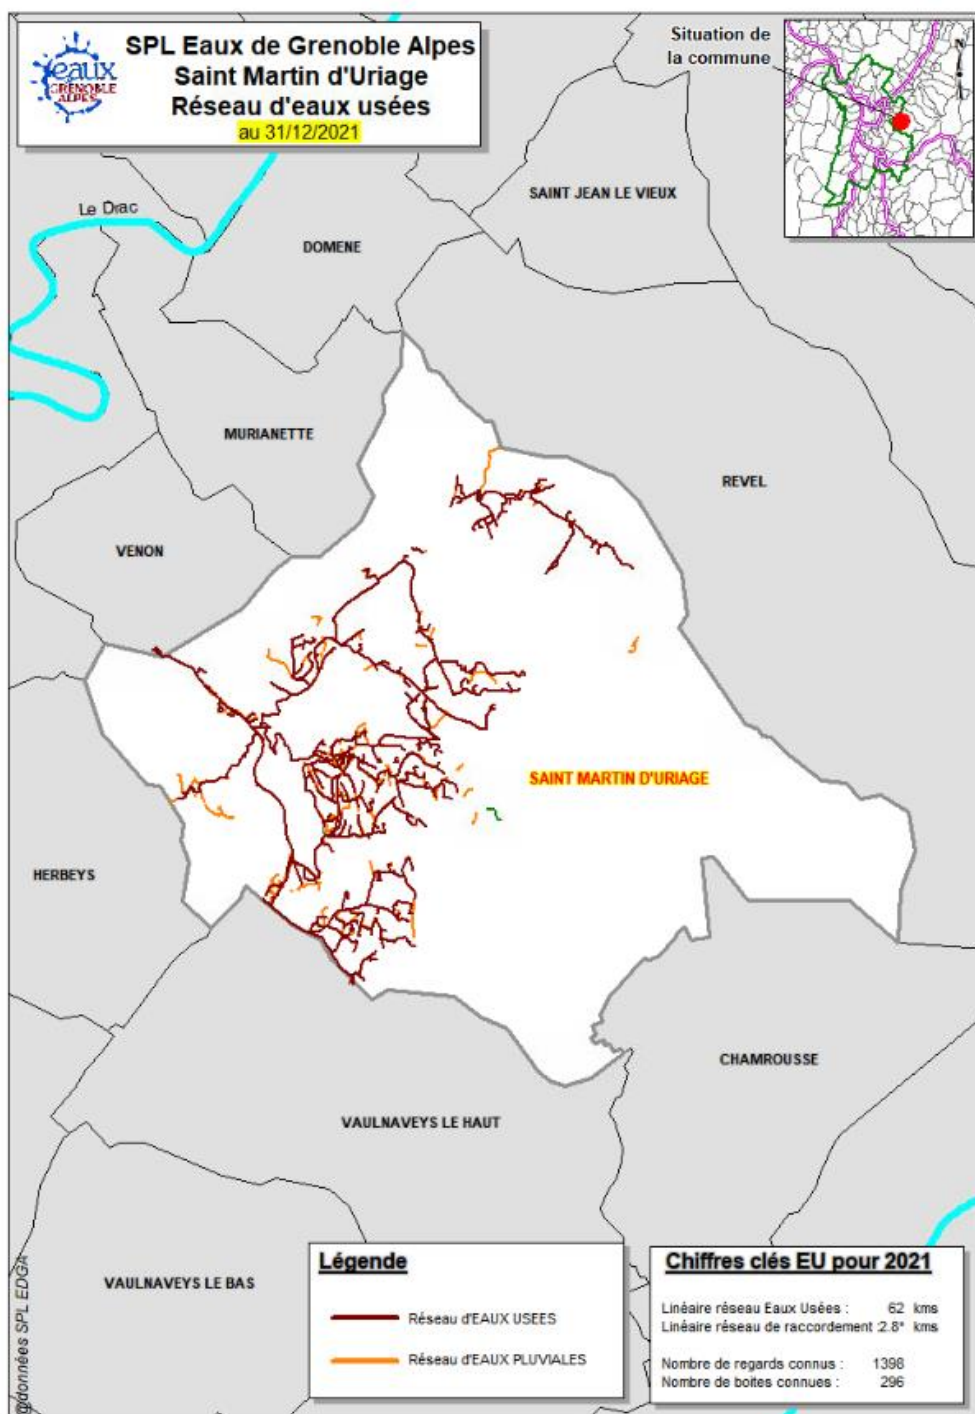 eaux
GRENOBLE
ALPES
SPL Eaux de Grenoble Alpes
Saint Martin d'Uriage
Réseau d'eaux usées
au 31/12/2021
Situation de
la commune
N
Le Drac
SAINT JEAN LE VIEUX
DOMENE
MURIANETTE
REVEL
VENON
SAINT MARTIN D'URIAGE
HERBEYS
CHAMROUSSE
VAULNAVEYS LE HAUT
VAULNAVEYS LE BAS
@données SPL EDGA
Légende
Réseau d'EAUX USEES
Réseau d'EAUX PLUVIALES
Chiffres clés EU pour 2021
Linéaire réseau Eaux Usées : 62 kms
Linéaire réseau de raccordement :2.8* kms
Nombre de regards connus : 1398
Nombre de boites connues : 296